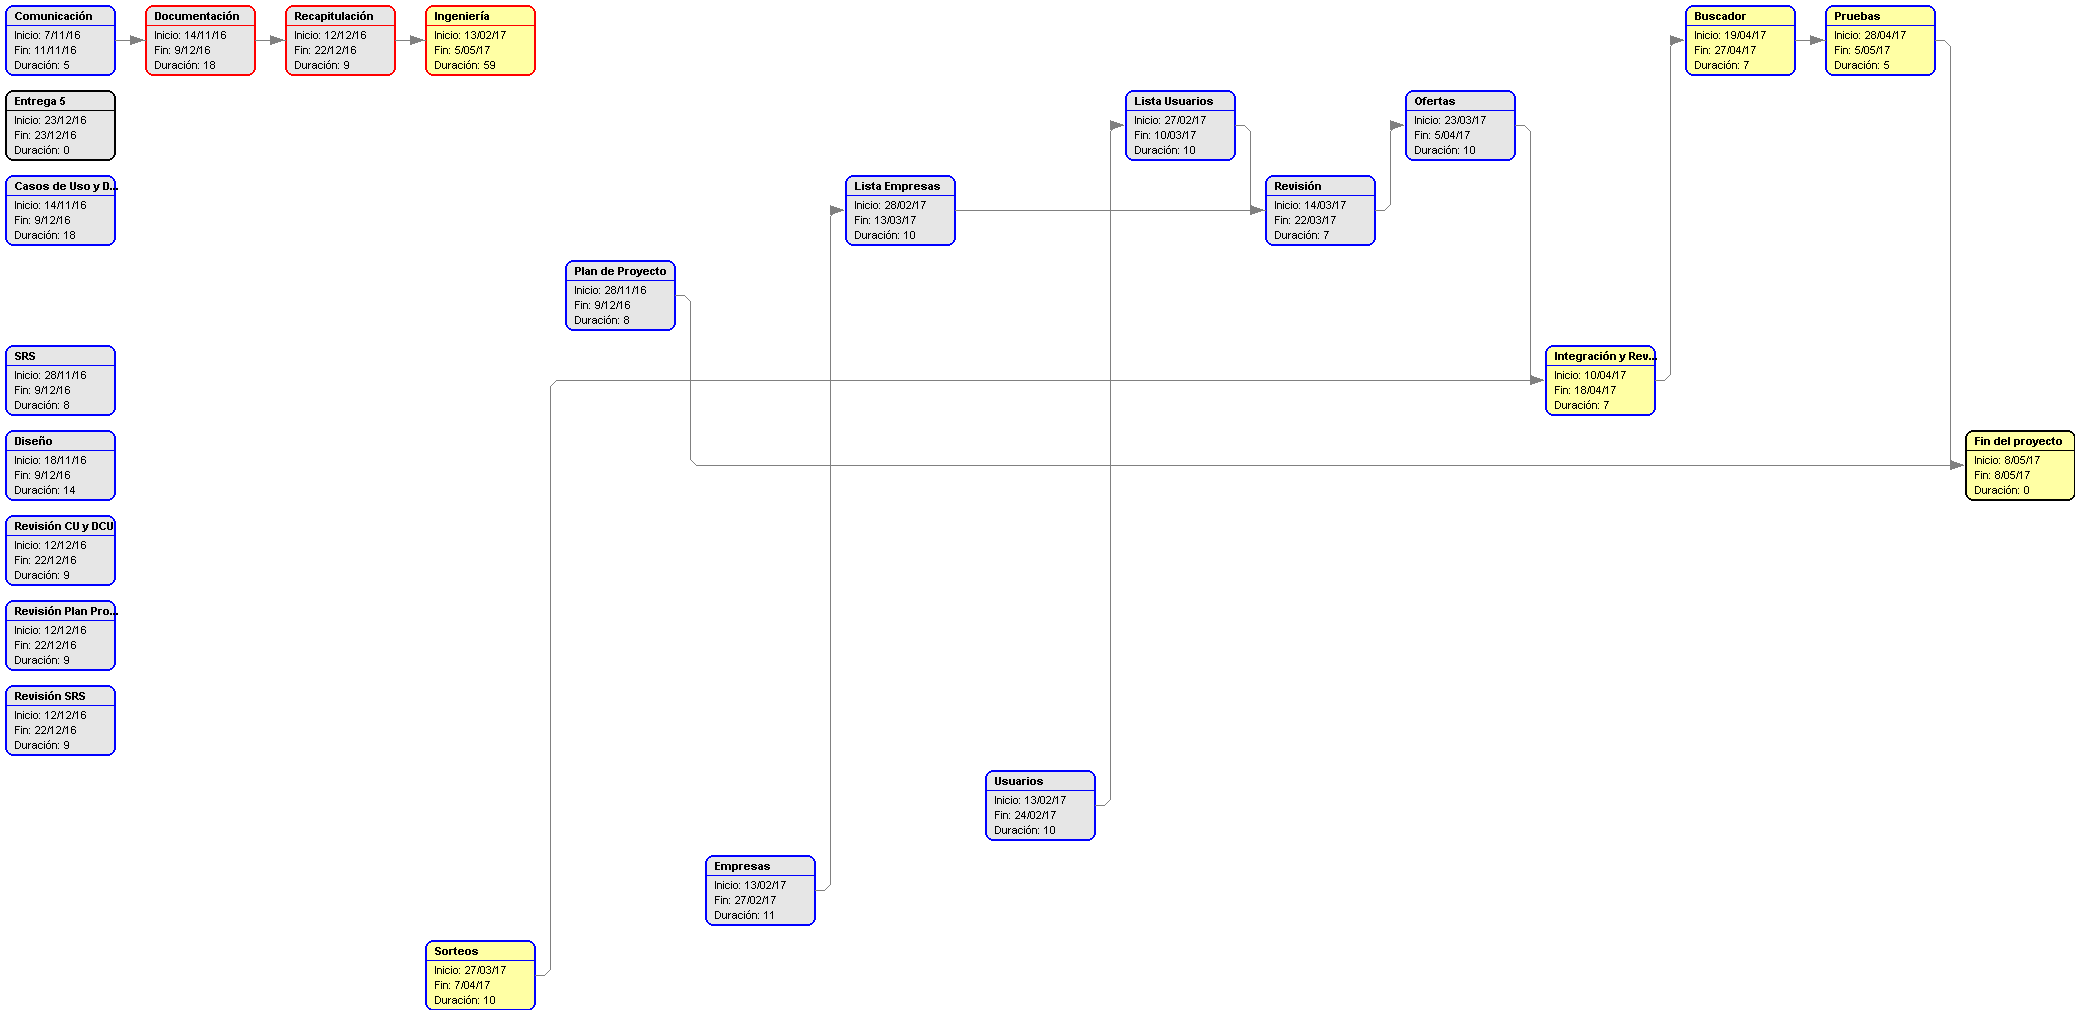 Comunicación
Inicio: 7/11/16
Fin: 11/11/16
Duración: 5
Documentación
Inicio: 14/11/16
Fin: 9/12/16
Duración: 18
Recapitulación
Inicio: 12/12/16
Fin: 22/12/16
Duración: 9
Ingeniería
Inicio: 13/02/17
Fin: 5/05/17
Duración: 59
Buscador
Inicio: 19/04/17
Fin: 27/04/17
Duración: 7
Pruebas
Inicio: 28/04/17
Fin: 5/05/17
Duración: 5
Entrega 5
Inicio: 23/12/16
Fin: 23/12/16
Duración: 0
Lista Usuarios
Inicio: 27/02/17
Fin: 10/03/17
Duración: 10
Ofertas
Inicio: 23/03/17
Fin: 5/04/17
Duración: 10
Casos de Uso y D...
Inicio: 14/11/16
Fin: 9/12/16
Duración: 18
Lista Empresas
Inicio: 28/02/17
Fin: 13/03/17
Duración: 10
Revisión
Inicio: 14/03/17
Fin: 22/03/17
Duración: 7
Plan de Proyecto
Inicio: 28/11/16
Fin: 9/12/16
Duración: 8
SRS
Inicio: 28/11/16
Fin: 9/12/16
Duración: 8
Integración y Rev...
Inicio: 10/04/17
Fin: 18/04/17
Duración: 7
Diseño
Inicio: 18/11/16
Fin: 9/12/16
Duración: 14
Fin del proyecto
Inicio: 8/05/17
Fin: 8/05/17
Duración: 0
Revisión CU y DCU
Inicio: 12/12/16
Fin: 22/12/16
Duración: 9
Revisión Plan Pro...
Inicio: 12/12/16
Fin: 22/12/16
Duración: 9
Revisión SRS
Inicio: 12/12/16
Fin: 22/12/16
Duración: 9
Usuarios
Inicio: 13/02/17
Fin: 24/02/17
Duración: 10
Empresas
Inicio: 13/02/17
Fin: 27/02/17
Duración: 11
Sorteos
Inicio: 27/03/17
Fin: 7/04/17
Duración: 10